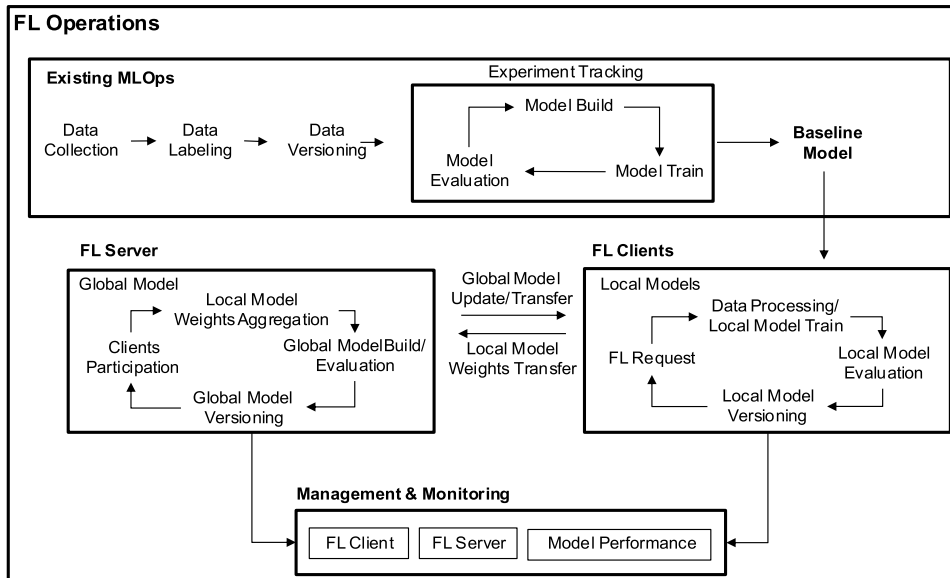 FL Operations
Existing MLOps
Experiment Tracking
Data
Collection
Data
Labeling
Data
Versioning
Model Build
Model
Evaluation
Model Train
Baseline
Model
FL Server
Global Model
Local Model
Weights Aggregation
Clients
Participation
Global ModelBuild/
Evaluation
Global Model
Versioning
Global Model
Update/Transfer
Local Model
Weights Transfer
FL Clients
Local Models
Data Processing/
Local Model Train
FL Request
Local Model
Evaluation
Local Model
Versioning
Management & Monitoring
FL Client
FL Server
Model Performance